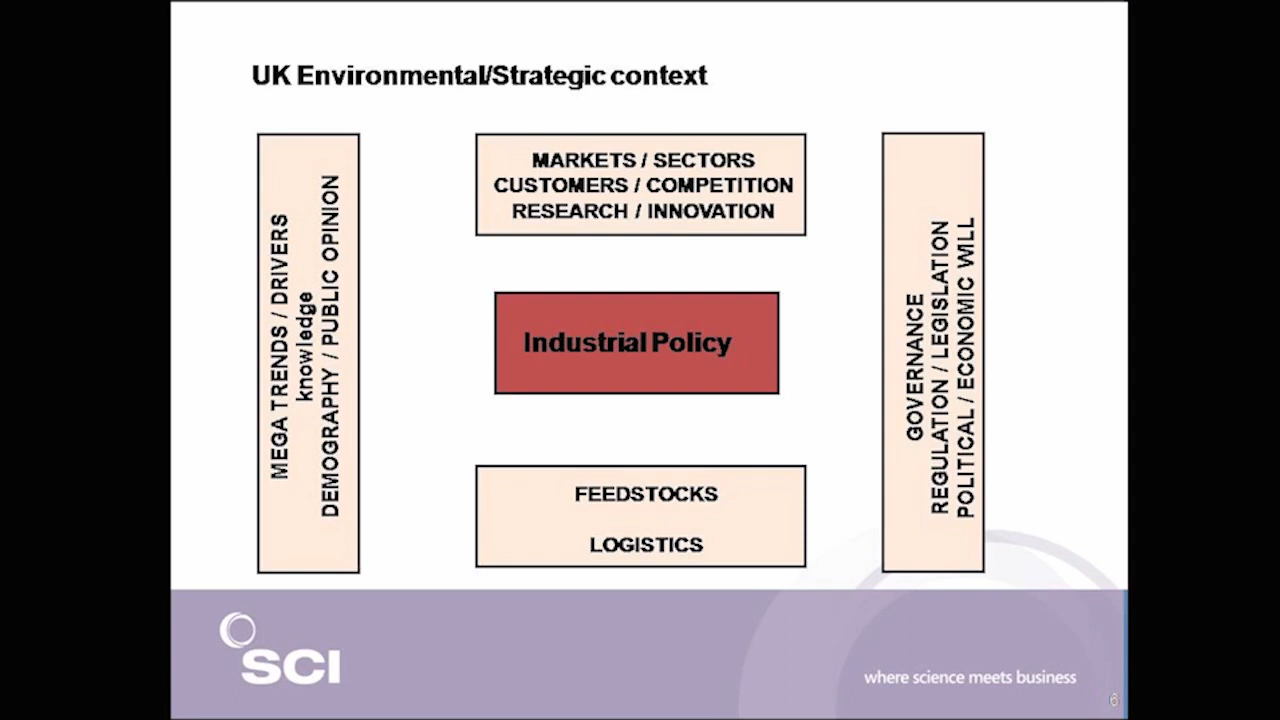 UK Environmental/Strategic context
MEGA TRENDS / DRIVERS
knowledge
DEMOGRAPHY / PUBLIC OPINION
MARKETS / SECTORS
CUSTOMERS / COMPETITION
RESEARCH / INNOVATION
Industrial Policy
FEEDSTOCKS
LOGISTICS
GOVERNANCE
REGULATION / LEGISLATION
POLITICAL / ECONOMIC WILL
SCI
where science meets business
6